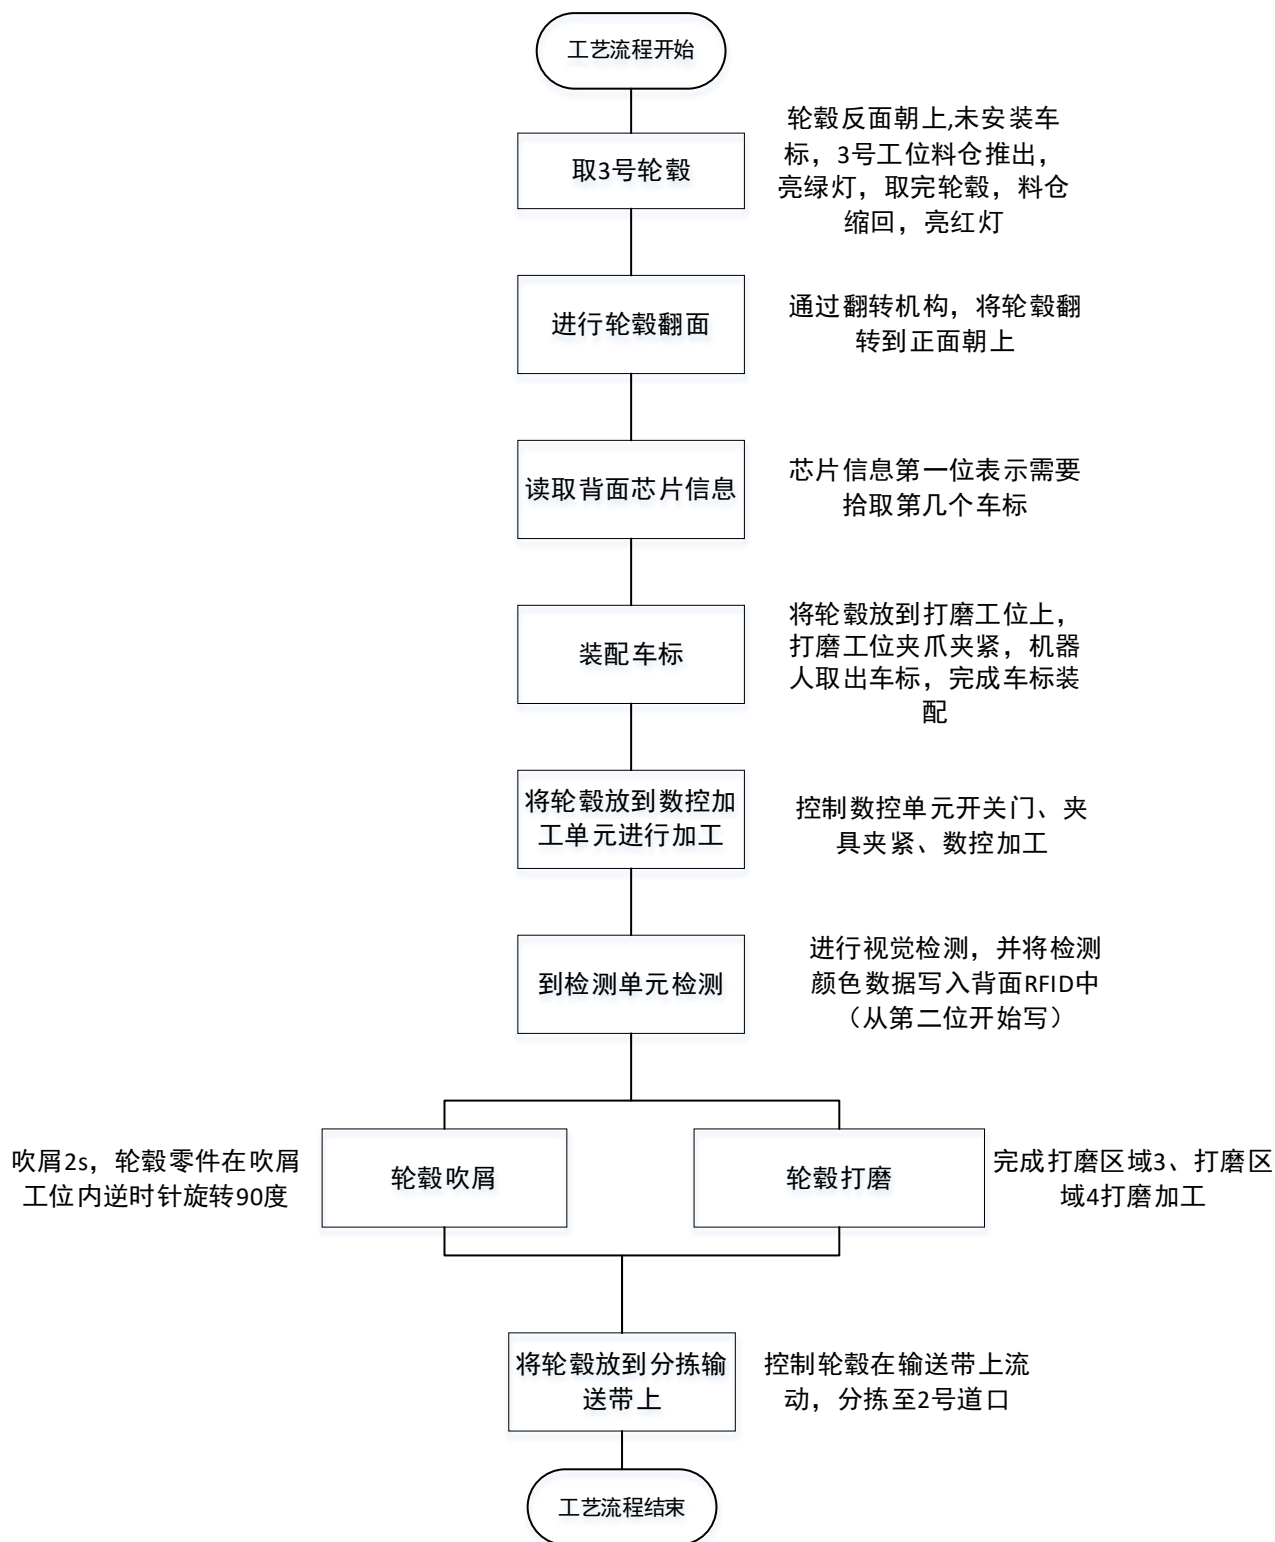 工艺流程开始
取3号轮毂
轮毂反面朝上,未安装车
标，3号工位料仓推出，
亮绿灯，取完轮毂，料仓
缩回，亮红灯
进行轮毂翻面
通过翻转机构，将轮毂翻
转到正面朝上
读取背面芯片信息
芯片信息第一位表示需要
拾取第几个车标
装配车标
将轮毂放到打磨工位上，
打磨工位夹爪夹紧，机器
人取出车标，完成车标装
配
将轮毂放到数控加
工单元进行加工
控制数控单元开关门、夹
具夹紧、数控加工
到检测单元检测
进行视觉检测，并将检测
颜色数据写入背面RFID中
（从第二位开始写）
吹屑2s，轮毂零件在吹屑
工位内逆时针旋转90度
轮毂吹屑
轮毂打磨
完成打磨区域3、打磨区
域4打磨加工
将轮毂放到分拣输
送带上
控制轮毂在输送带上流
动，分拣至2号道口
工艺流程结束